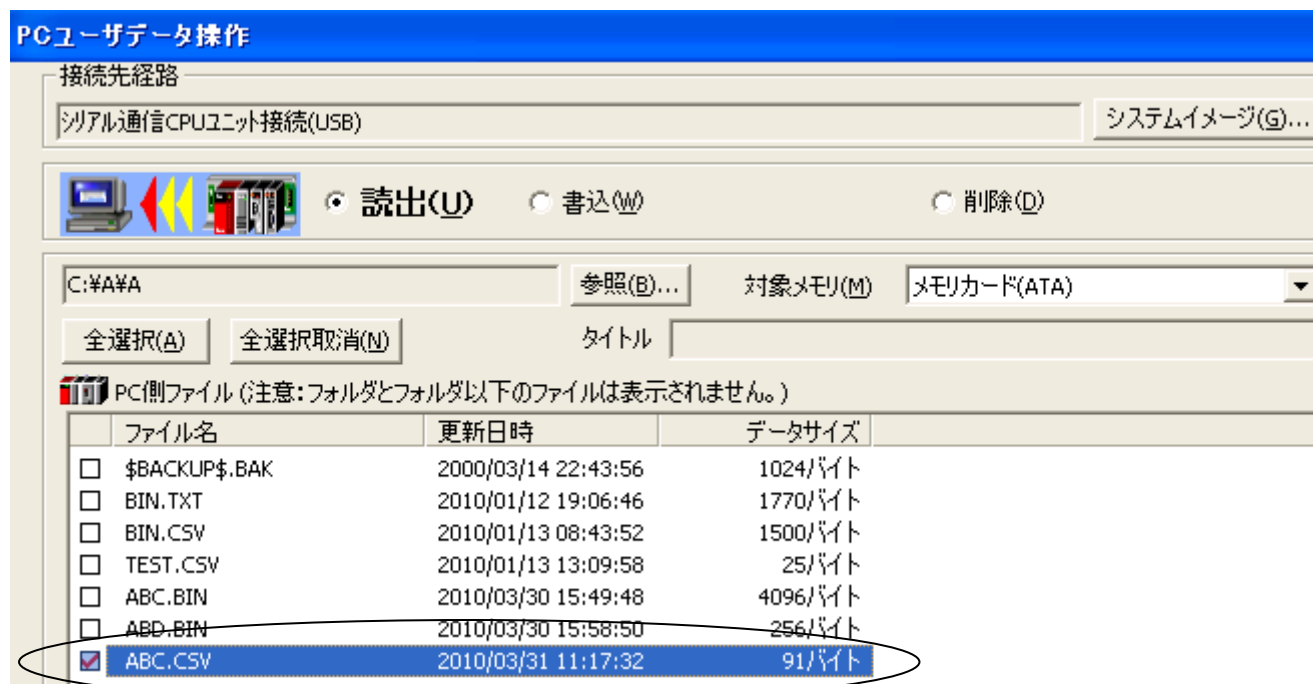 PCユーザデータ操作
接続先経路
シリアル通信CPUユニット接続(USB)
システムイメージ(G)...
読出(U) 書込(W) 削除(D)
C:¥A¥A 参照(B)... 対象メモリ(M) メモリカード(ATA)
全選択(A) 全選択取消(N) タイトル
PC側ファイル (注意:フォルダとフォルダ以下のファイルは表示されません。)
ファイル名 更新日時 データサイズ
$BACKUP$.BAK 2000/03/14 22:43:56 1024バイト
BIN.TXT 2010/01/12 19:06:46 1770バイト
BIN.CSV 2010/01/13 08:43:52 1500バイト
TEST.CSV 2010/01/13 13:09:58 25バイト
ABC.BIN 2010/03/30 15:49:48 4096バイト
ABD.BIN 2010/03/30 15:58:50 256バイト
ABC.CSV 2010/03/31 11:17:32 91バイト